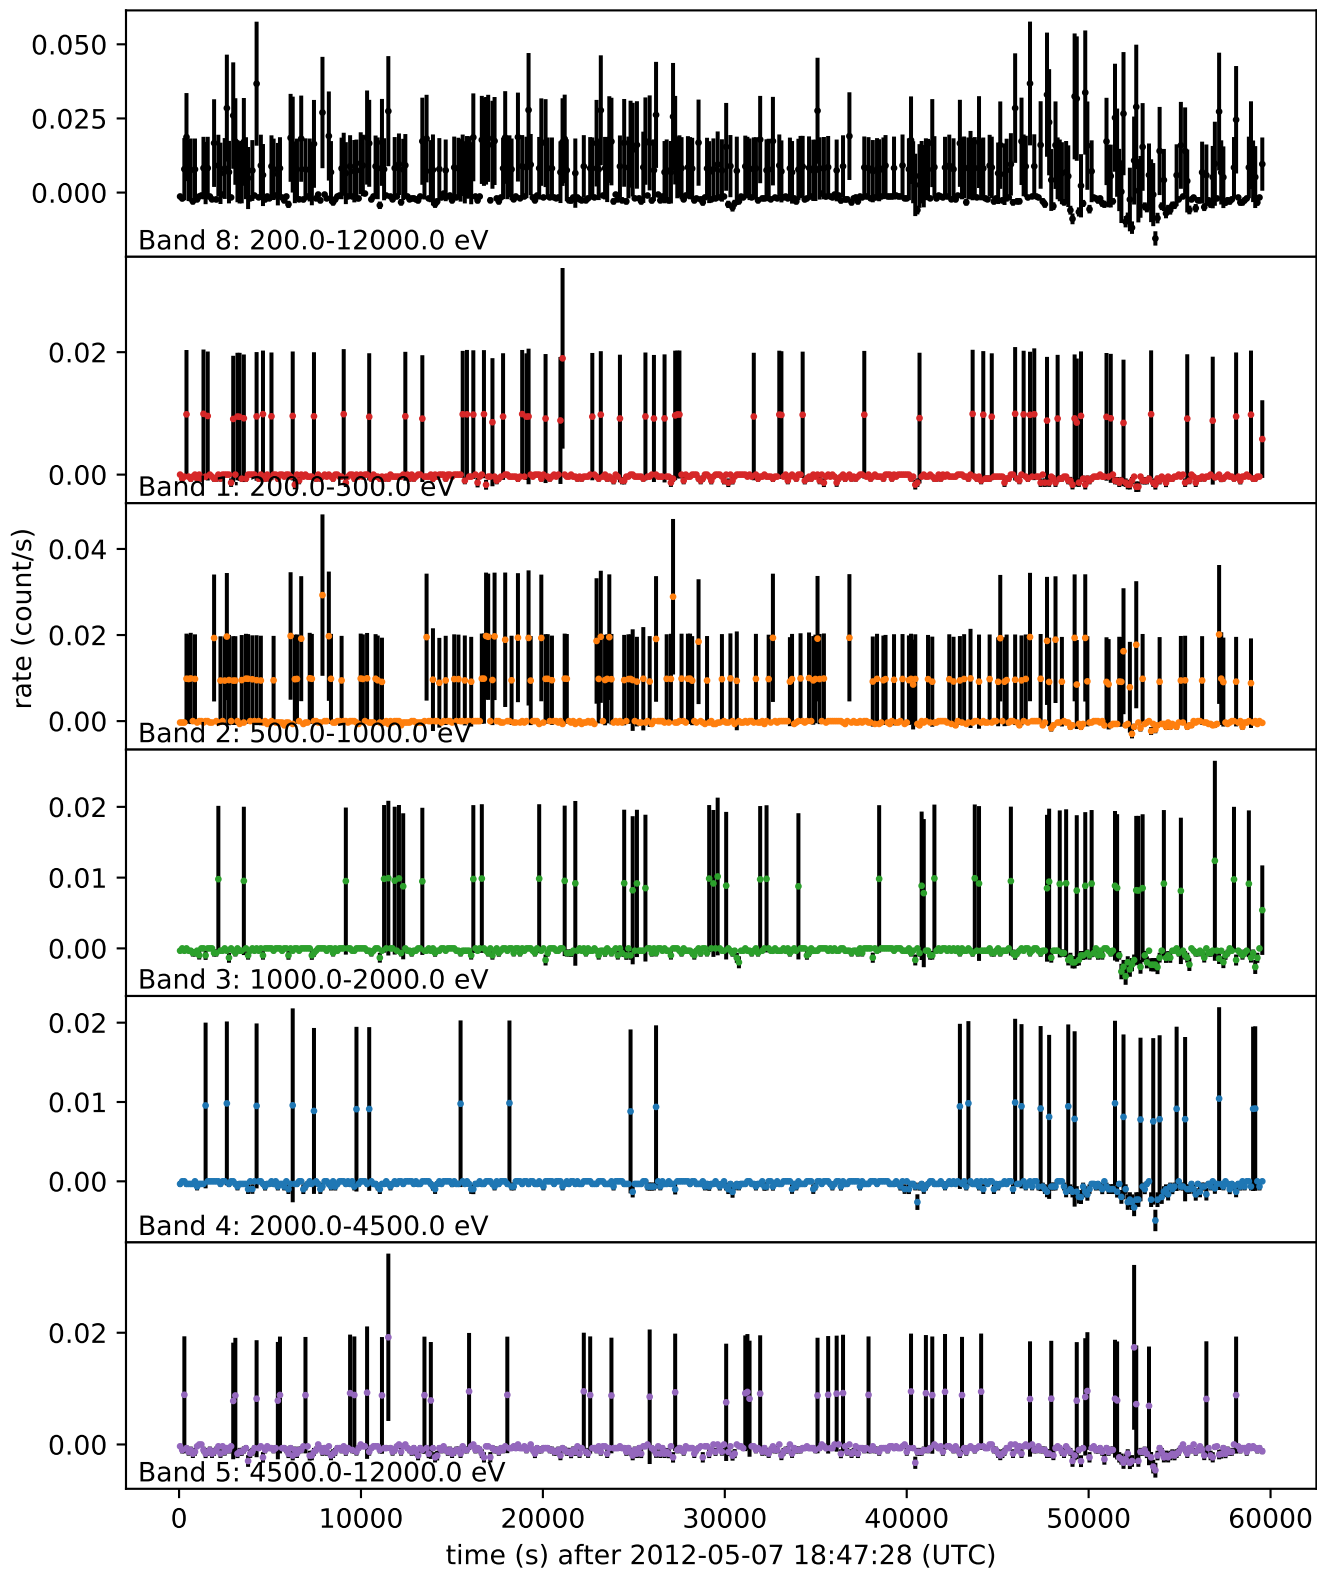 0.050
0.025
0.000
Band 8: 200.0-12000.0 eV
0.02
0.00
Band 1: 200.0-500.0 eV
0.04
0.02
0.00
Band 2: 500.0-1000.0 eV
rate (count/s)
0.02
0.01
0.00
Band 3: 1000.0-2000.0 eV
0.02
0.01
0.00
Band 4: 2000.0-4500.0 eV
0.02
0.00
Band 5: 4500.0-12000.0 eV
0 10000 20000 30000 40000 50000 60000
time (s) after 2012-05-07 18:47:28 (UTC)